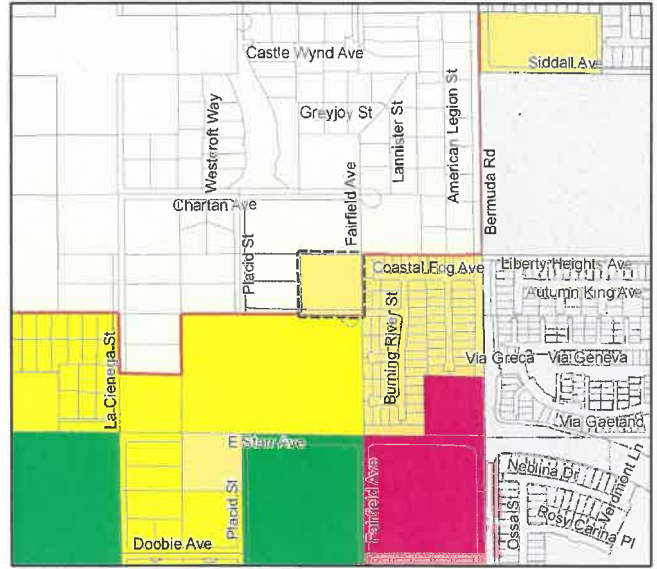 Castle Wynd Ave
Siddall Ave
Greyjoy St
Westcroft Way
Lannister St
American Legion St
Bermuda Rd
Chartan Ave
Fairfield Ave
Placid St
Coastal Fog Ave
Liberty Heights Ave
Autumn King Ave
Burning River St
La Cienega St
Via Greca
Via Geneva
Via Gaetano
E Starr Ave
Neblina Dr
Verdmont Ln
Placid St
Fairfield Ave
Ossa St
Rosy Carina Pl
Doobie Ave